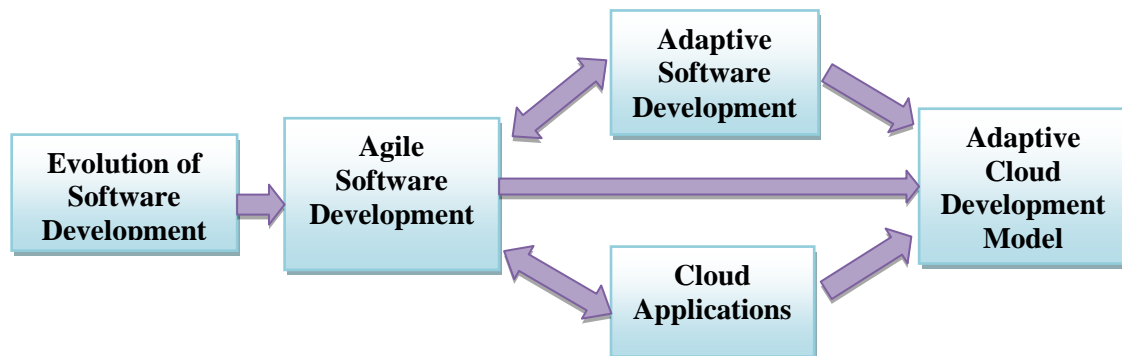 Evolution of
Software
Development
Agile
Software
Development
Adaptive
Software
Development
Cloud
Applications
Adaptive
Cloud
Development
Model